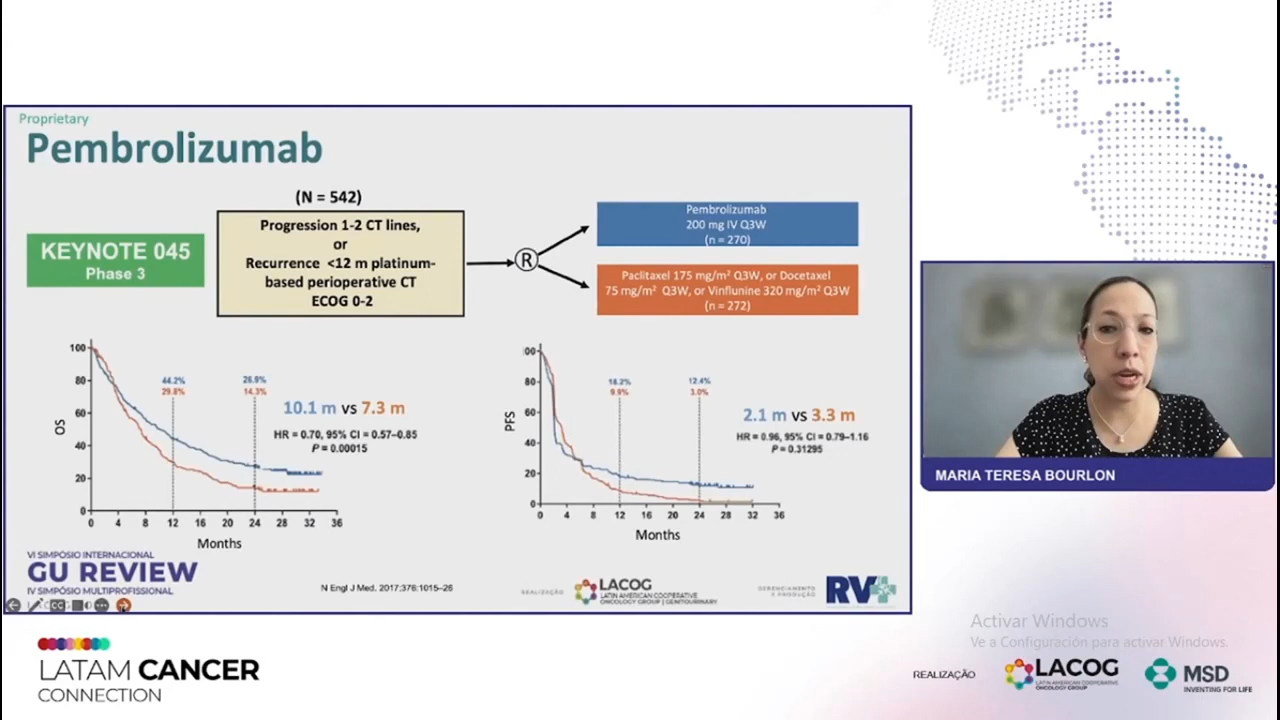 Proprietary
Pembrolizumab
(N = 542)
KEYNOTE 045
Phase 3
Progression 1-2 CT lines,
or
Recurrence <12 m platinum-
based perioperative CT
ECOG 0-2
R
Pembrolizumab
200 mg IV Q3W
(n = 270)
Paclitaxel 175 mg/m² Q3W, or Docetaxel
75 mg/m² Q3W, or Vinflunine 320 mg/m² Q3W
(n = 272)
OS
100
80
60
40
20
0
44.2%
29.8%
26.9%
14.3%
10.1 m vs 7.3 m
HR = 0.70, 95% CI = 0.57–0.85
P = 0.00015
0 4 8 12 16 20 24 28 32 36
Months
PFS
00
80
60
40
20
0
18.2%
9.9%
12.4%
3.0%
2.1 m vs 3.3 m
HR = 0.96, 95% CI = 0.79–1.16
P = 0.31295
0 4 8 12 16 20 24 28 32 36
Months
VI SIMPÓSIO INTERNACIONAL
GU REVIEW
IV SIMPÓSIO MULTIPROFISSIONAL
N Engl J Med. 2017;376:1015–26
REALIZAÇÃO
LACOG
LATIN AMERICAN COOPERATIVE
ONCOLOGY GROUP | GENITOURINARY
GERENCIAMENTO
E PRODUÇÃO
RV
MARIA TERESA BOURLON
Activar Windows
Ve a Configuración para activar Windows.
LATAM CANCER
CONNECTION
REALIZAÇÃO
LACOG
LATIN AMERICAN COOPERATIVE
ONCOLOGY GROUP
MSD
INVENTING FOR LIFE